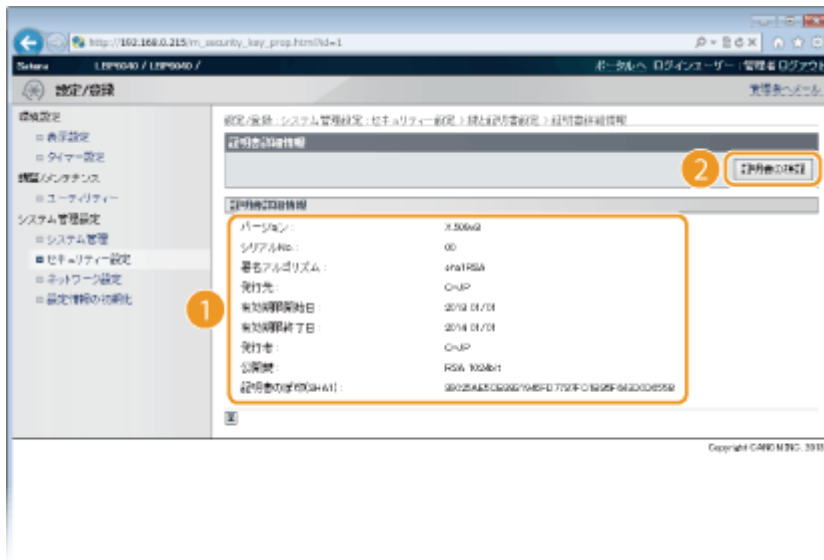 http://192.168.0.215/m_security_key_prop.html?id=1
Satera LBP9040 / LBP9040 / ポータルへ ログインユーザー：管理者 ログアウト
設定/登録 管理者へメール
環境設定
表示設定
タイマー設定
調整/メンテナンス
ユーティリティー
システム管理設定
システム管理
セキュリティー設定
ネットワーク設定
設定情報の初期化
設定/登録 : システム管理設定 : セキュリティー設定 > 鍵と証明書設定 > 証明書詳細情報
証明書詳細情報
2 証明書の検証
証明書詳細情報
1
バージョン : X.509v3
シリアルNo. : 00
署名アルゴリズム : sha1RSA
発行先 : C=JP
有効期限開始日 : 2013 01/01
有効期限終了日 : 2014 01/01
発行者 : C=JP
公開鍵 : RSA 1024bit
証明書の拇印(SHA1) :
Copyright CANON INC. 2013